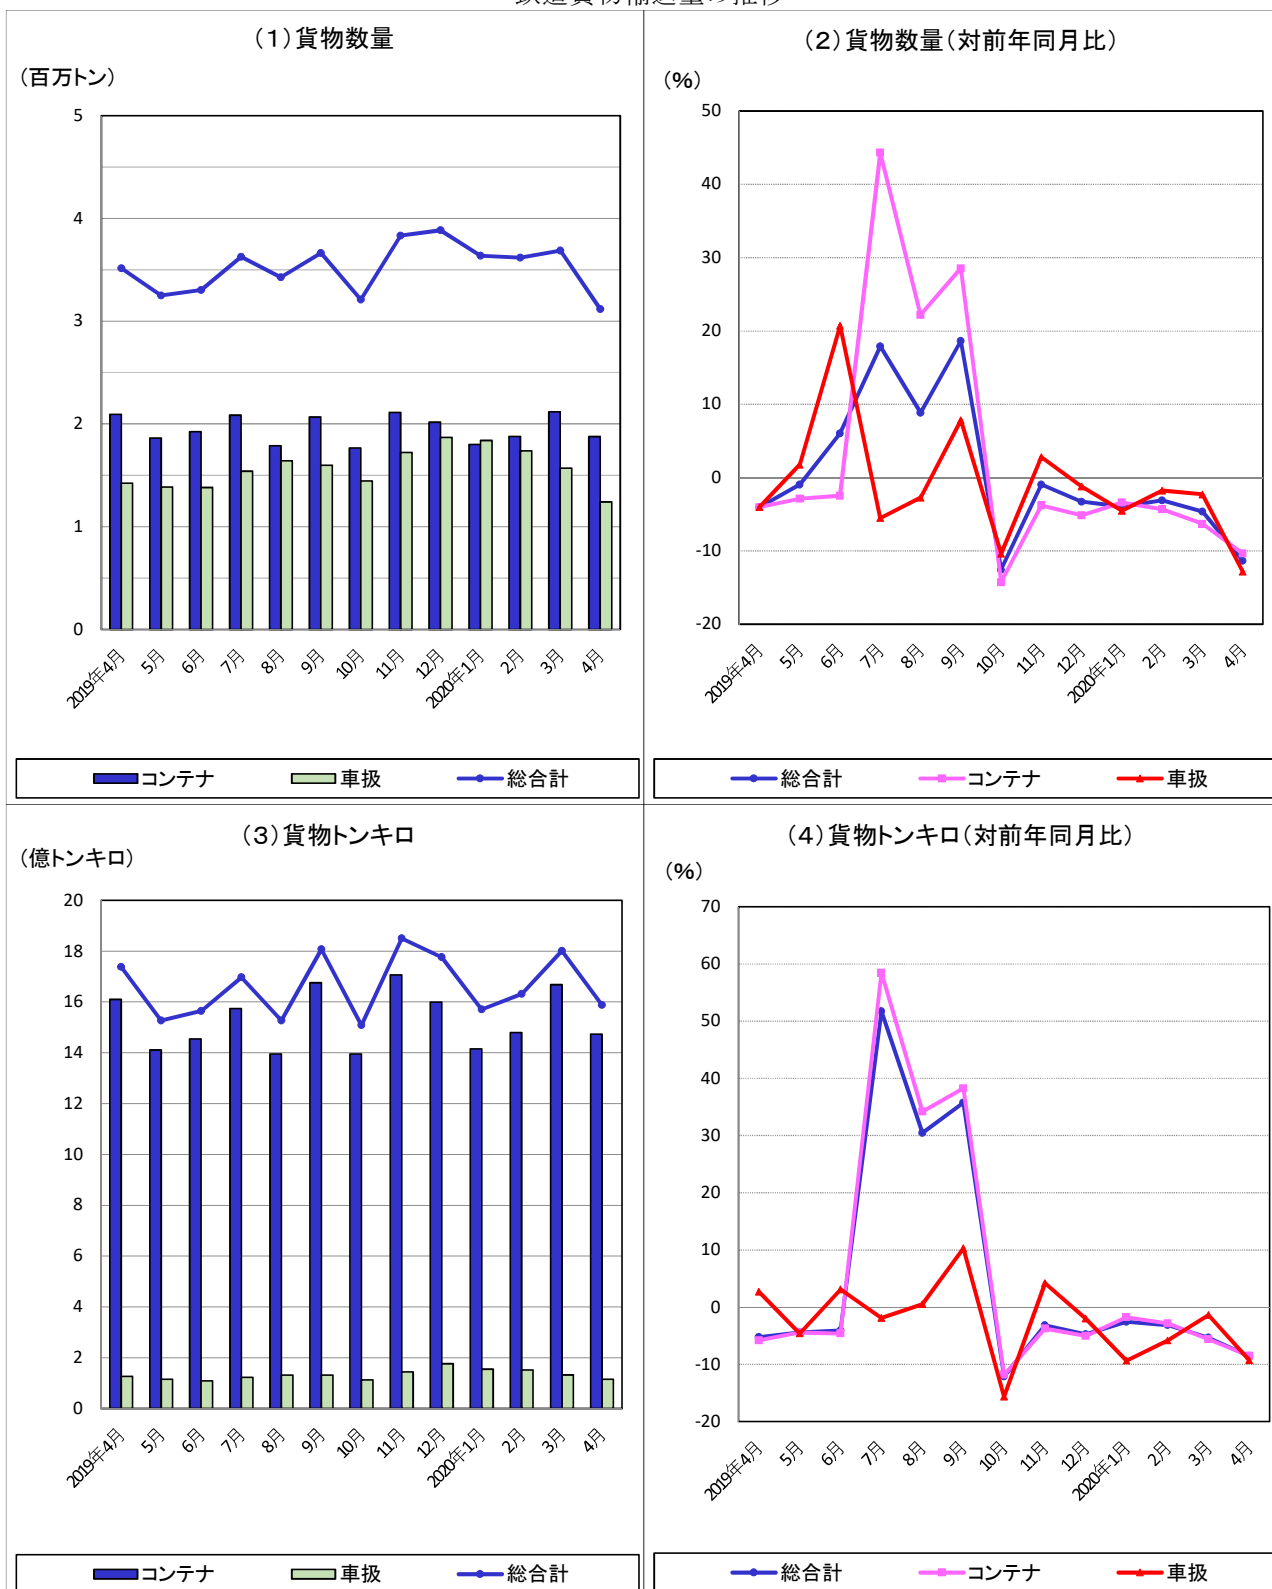 鉄道貨物輸送量の推移
（１）貨物数量
（百万トン）
5
4
3
2
1
0
2019年4月 5月 6月 7月 8月 9月 10月 11月 12月 2020年1月 2月 3月 4月
コンテナ 車扱 総合計
（２）貨物数量（対前年同月比）
（%）
50
40
30
20
10
0
-10
-20
2019年4月 5月 6月 7月 8月 9月 10月 11月 12月 2020年1月 2月 3月 4月
総合計 コンテナ 車扱
（３）貨物トンキロ
（億トンキロ）
20
18
16
14
12
10
8
6
4
2
0
2019年4月 5月 6月 7月 8月 9月 10月 11月 12月 2020年1月 2月 3月 4月
コンテナ 車扱 総合計
（４）貨物トンキロ（対前年同月比）
（%）
70
60
50
40
30
20
10
0
-10
-20
2019年4月 5月 6月 7月 8月 9月 10月 11月 12月 2020年1月 2月 3月 4月
総合計 コンテナ 車扱